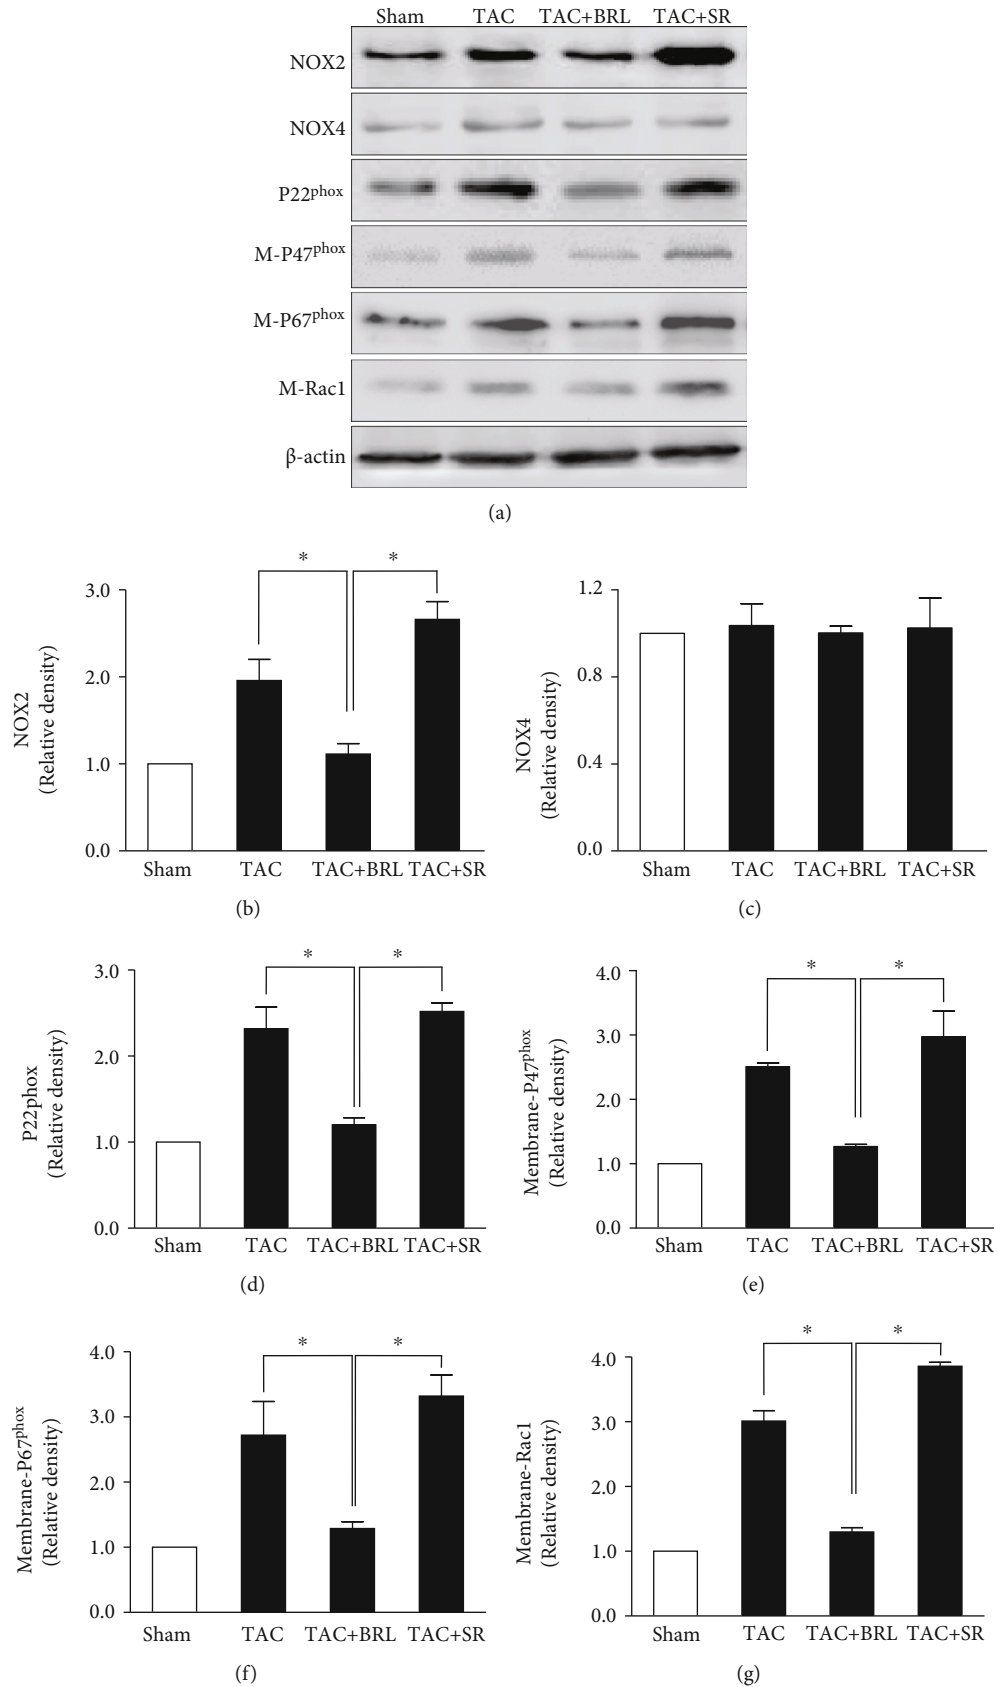 Sham TAC TAC+BRL TAC+SR
NOX2
NOX4
P22phox
M-P47phox
M-P67phox
M-Rac1
β-actin
(a)
* *
3.0
2.0
1.0
0.0
NOX2
(Relative density)
Sham TAC TAC+BRL TAC+SR
(b)
1.2
0.8
0.4
0.0
NOX4
(Relative density)
Sham TAC TAC+BRL TAC+SR
(c)
* *
3.0
2.0
1.0
0.0
P22phox
(Relative density)
Sham TAC TAC+BRL TAC+SR
(d)
* *
4.0
3.0
2.0
1.0
0.0
Membrane-P47phox
(Relative density)
Sham TAC TAC+BRL TAC+SR
(e)
* *
4.0
3.0
2.0
1.0
0.0
Membrane-P67phox
(Relative density)
Sham TAC TAC+BRL TAC+SR
(f)
* *
4.0
3.0
2.0
1.0
0.0
Membrane-Rac1
(Relative density)
Sham TAC TAC+BRL TAC+SR
(g)